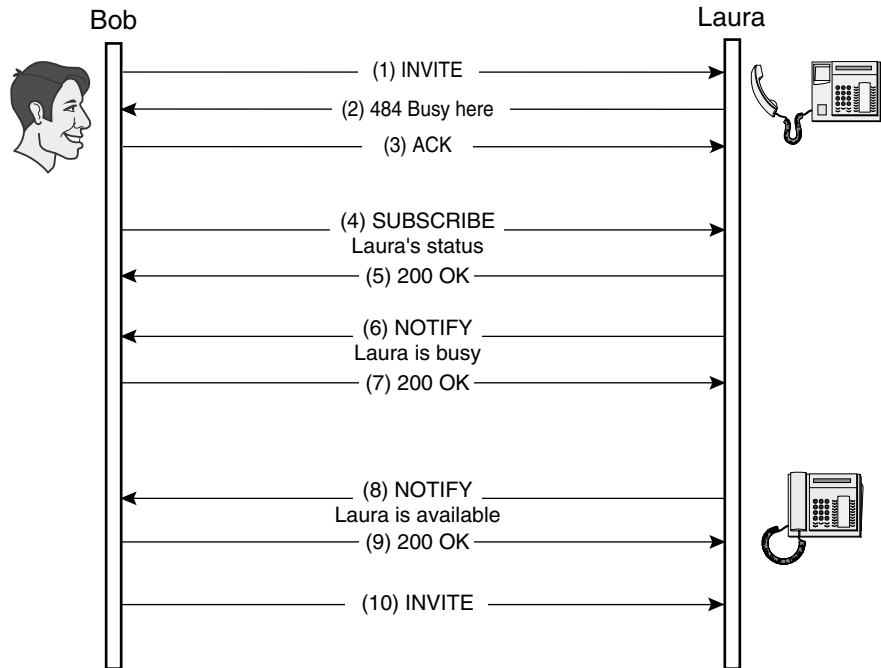 Bob
Laura
(1) INVITE
(2) 484 Busy here
(3) ACK
(4) SUBSCRIBE
Laura's status
(5) 200 OK
(6) NOTIFY
Laura is busy
(7) 200 OK
(8) NOTIFY
Laura is available
(9) 200 OK
(10) INVITE